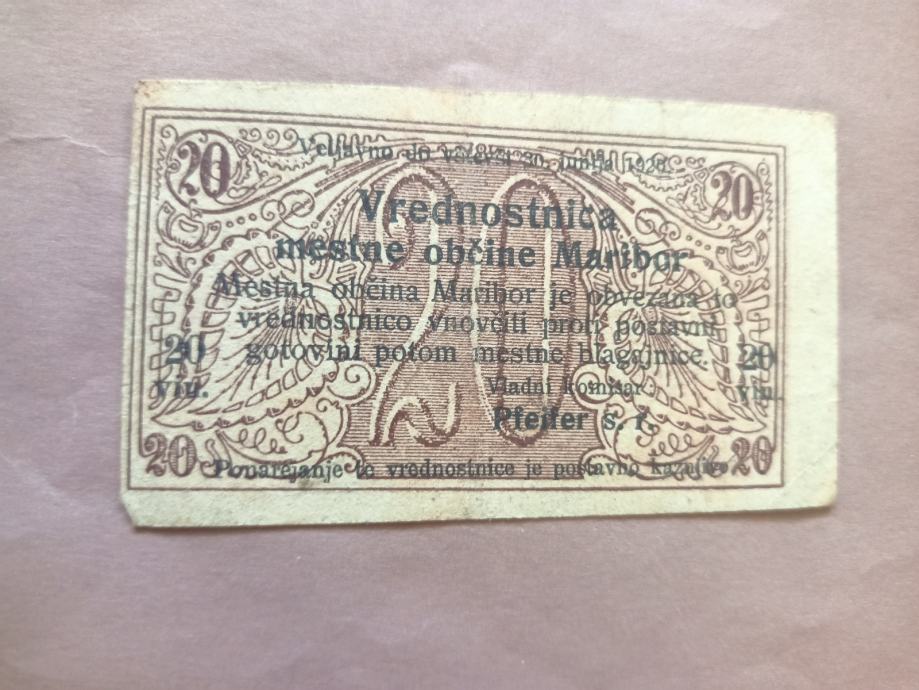 20 Veljavno do vštevši 30. junija 1920. 20
Vrednostnica
mestne občine Maribor
Mestna občina Maribor je obvezana to
vrednostnico vnovčiti proti postavni
20 gotovini potom mestne blagajnice. 20
vin. Vladni komisar: vin.
Pfeifer s. r.
20 Ponarejanje te vrednostnice je postavno kaznjivo 20
20